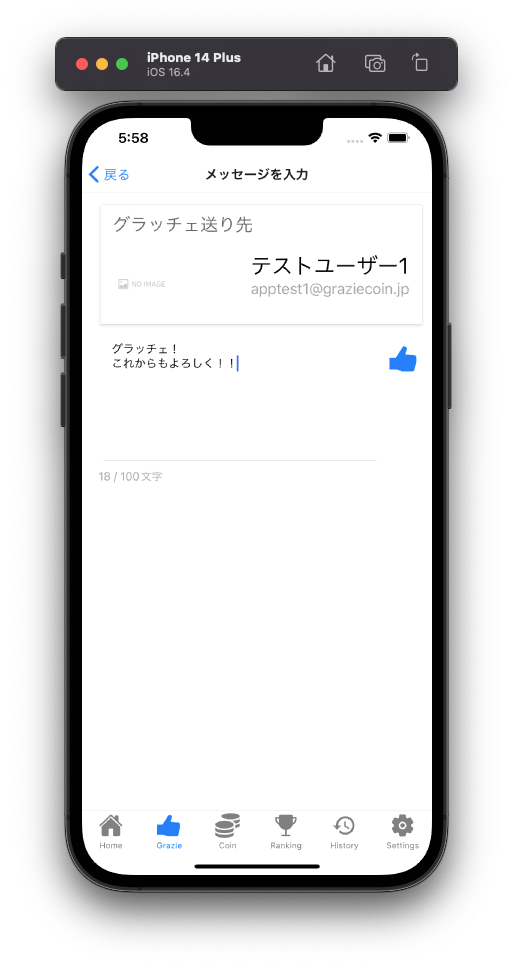 iPhone 14 Plus
iOS 16.4
5:58
戻る
メッセージを入力
グラッチェ送り先
テストユーザー1
NO IMAGE
apptest1@graziecoin.jp
グラッチェ！
これからもよろしく！！
18 / 100文字
Home
Grazie
Coin
Ranking
History
Settings